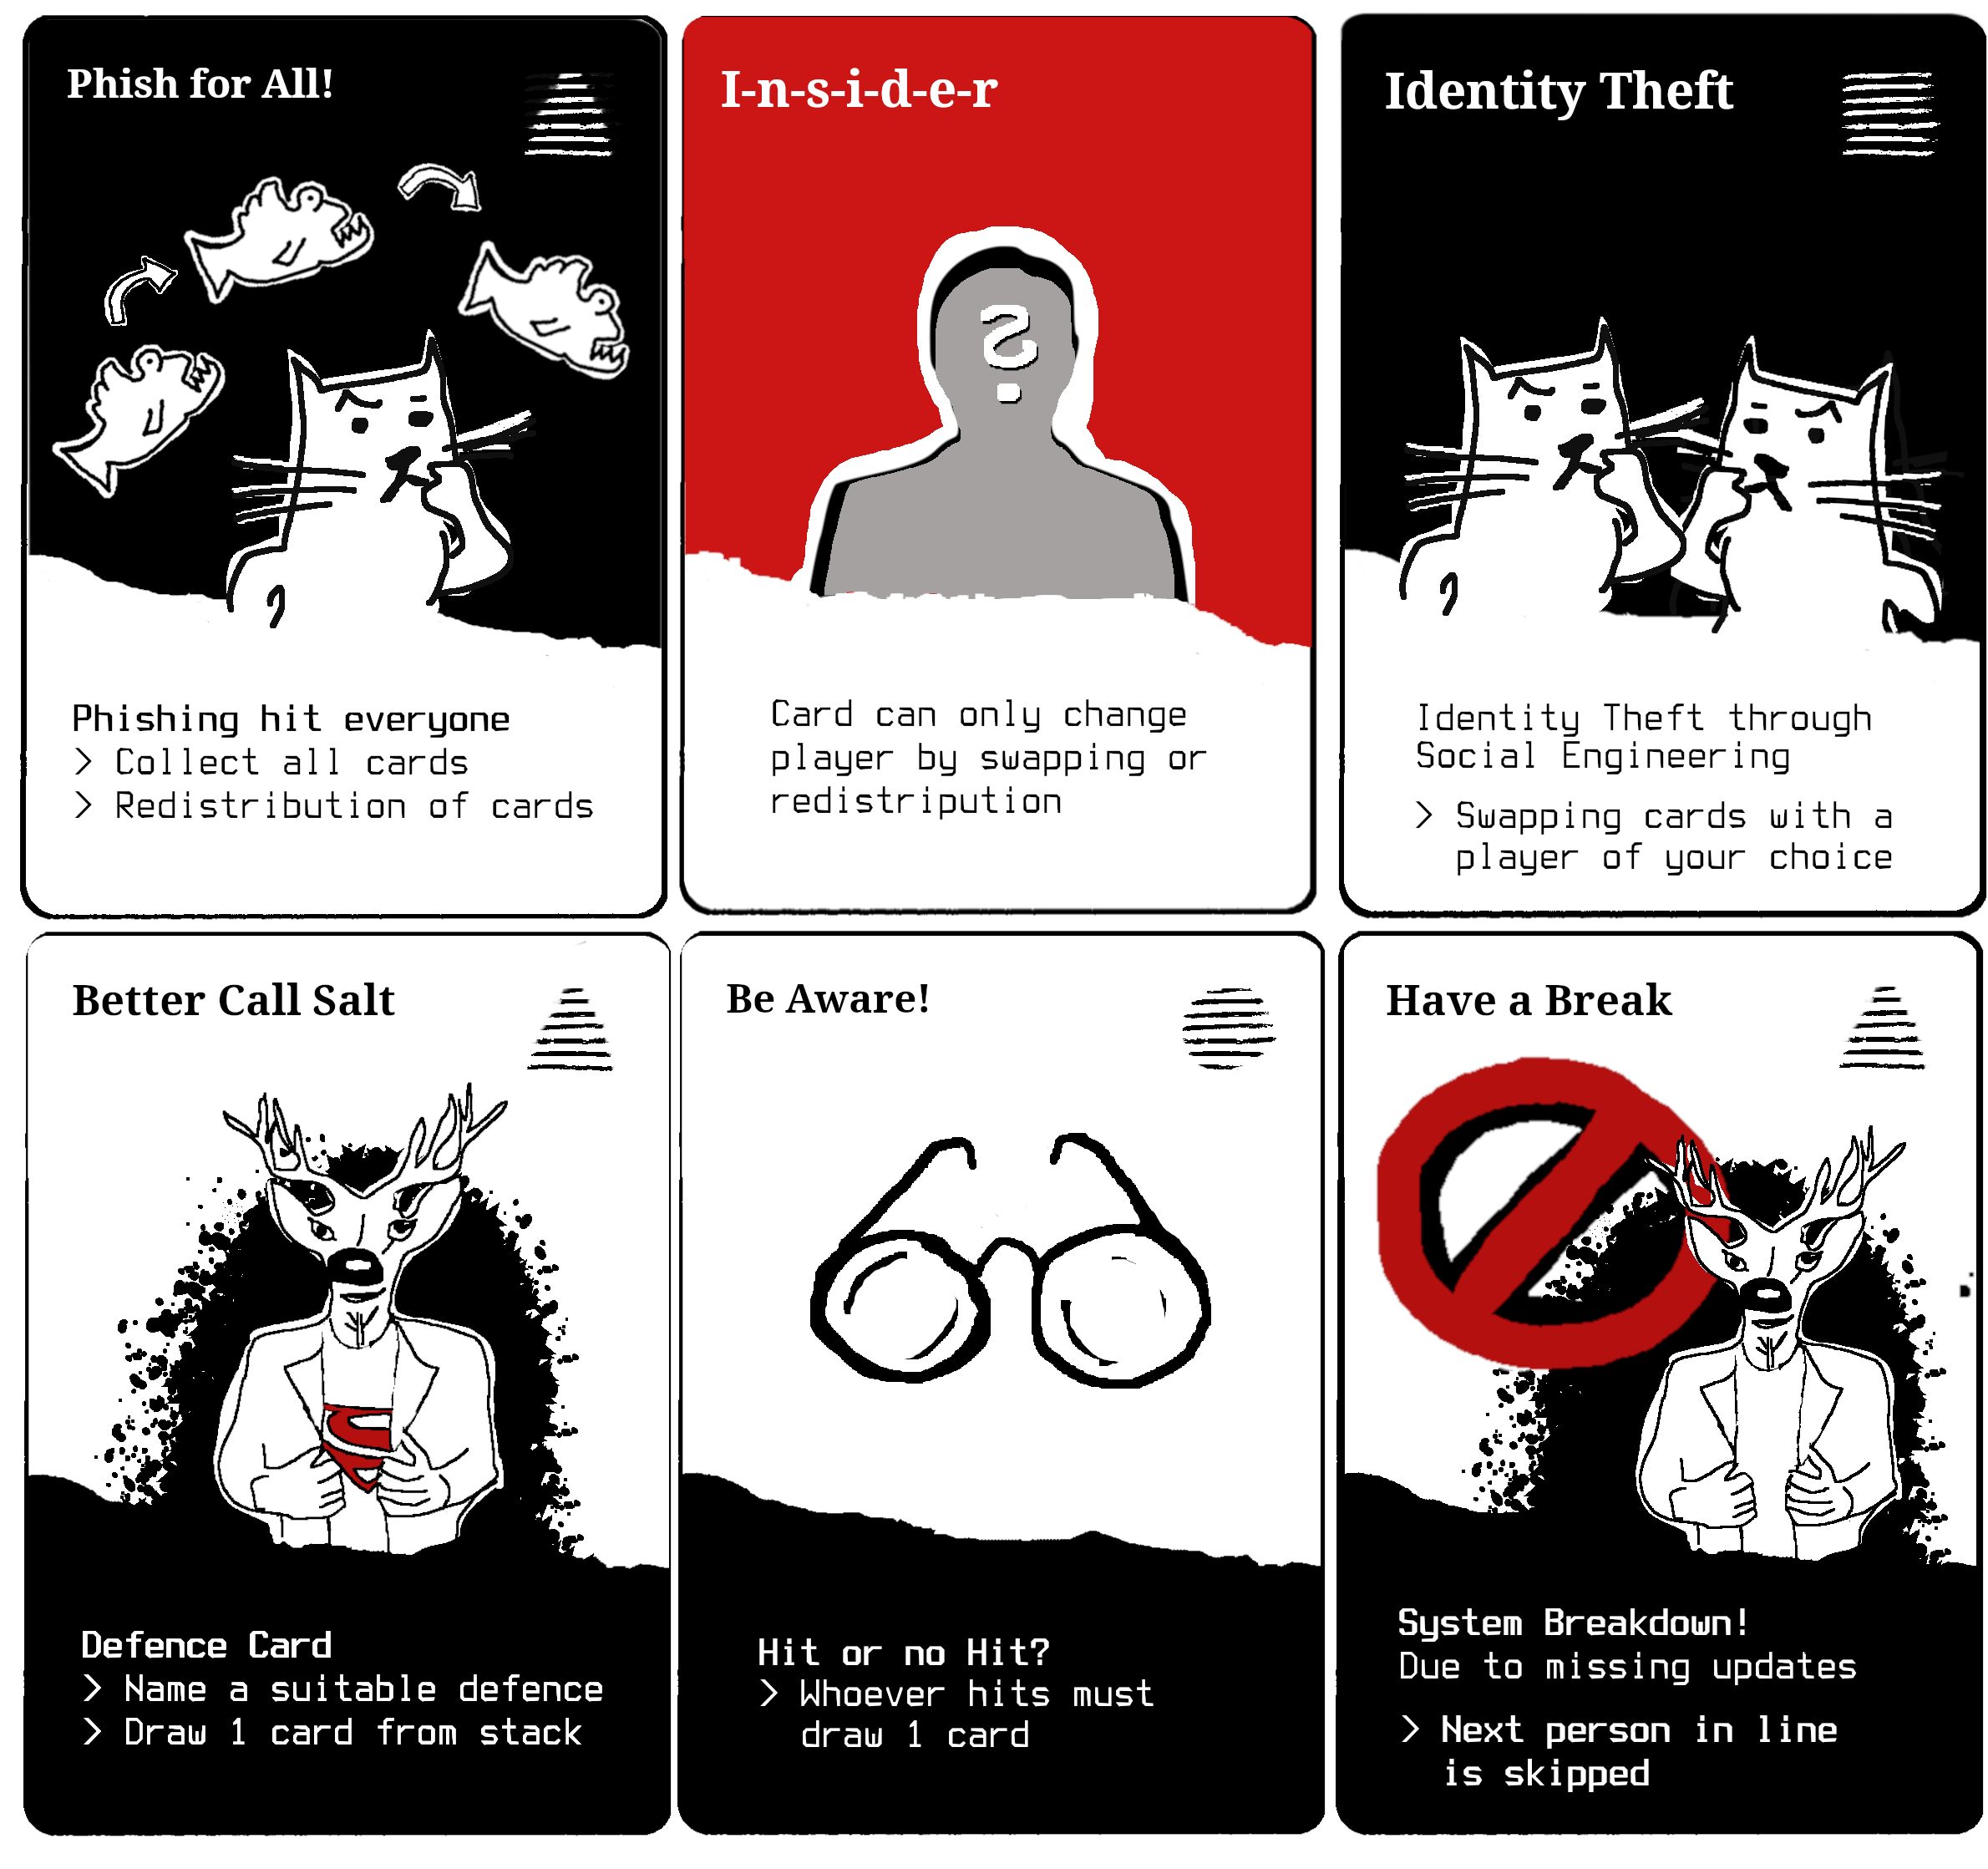 Phish for All!
Phishing hit everyone
> Collect all cards
> Redistribution of cards
I-n-s-i-d-e-r
?
Card can only change
player by swapping or
redistripution
Identity Theft
Identity Theft through
Social Engineering
> Swapping cards with a
player of your choice
Better Call Salt
Defence Card
> Name a suitable defence
> Draw 1 card from stack
Be Aware!
Hit or no Hit?
> Whoever hits must
draw 1 card
Have a Break
System Breakdown!
Due to missing updates
> Next person in line
is skipped